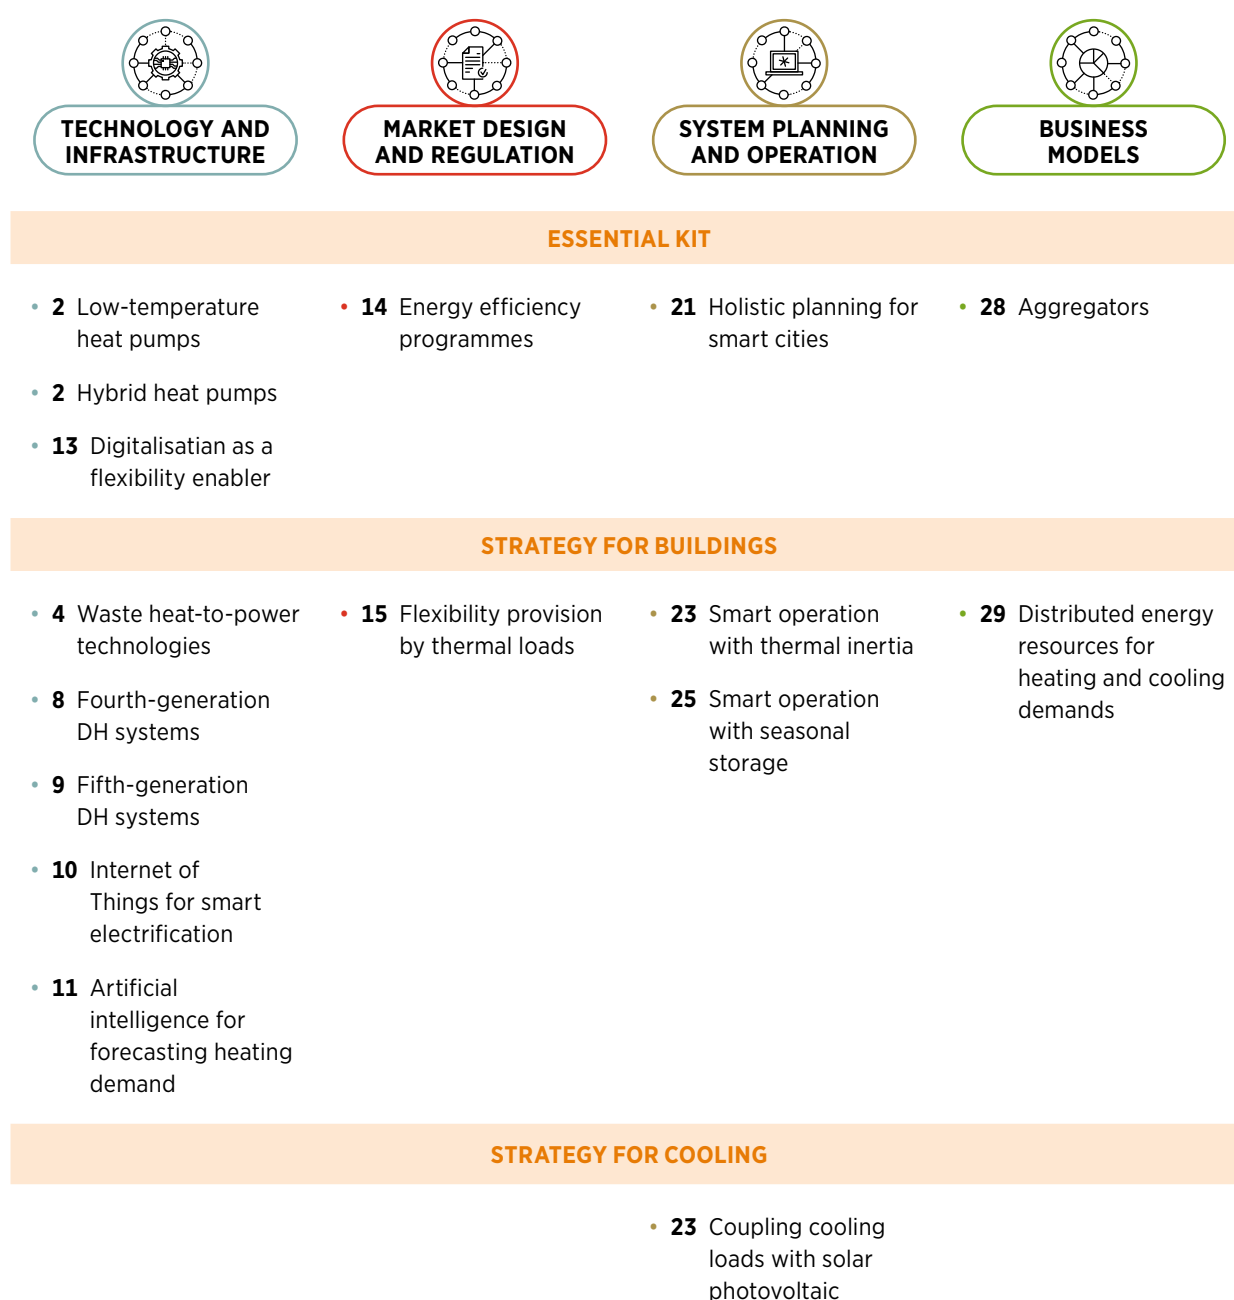 TECHNOLOGY AND
INFRASTRUCTURE
MARKET DESIGN
AND REGULATION
SYSTEM PLANNING
AND OPERATION
BUSINESS
MODELS
ESSENTIAL KIT
• 2 Low-temperature
heat pumps
• 2 Hybrid heat pumps
• 13 Digitalisatian as a
flexibility enabler
• 14 Energy efficiency
programmes
• 21 Holistic planning for
smart cities
• 28 Aggregators
STRATEGY FOR BUILDINGS
• 4 Waste heat-to-power
technologies
• 8 Fourth-generation
DH systems
• 9 Fifth-generation
DH systems
• 10 Internet of
Things for smart
electrification
• 11 Artificial
intelligence for
forecasting heating
demand
• 15 Flexibility provision
by thermal loads
• 23 Smart operation
with thermal inertia
• 25 Smart operation
with seasonal
storage
• 29 Distributed energy
resources for
heating and cooling
demands
STRATEGY FOR COOLING
• 23 Coupling cooling
loads with solar
photovoltaic